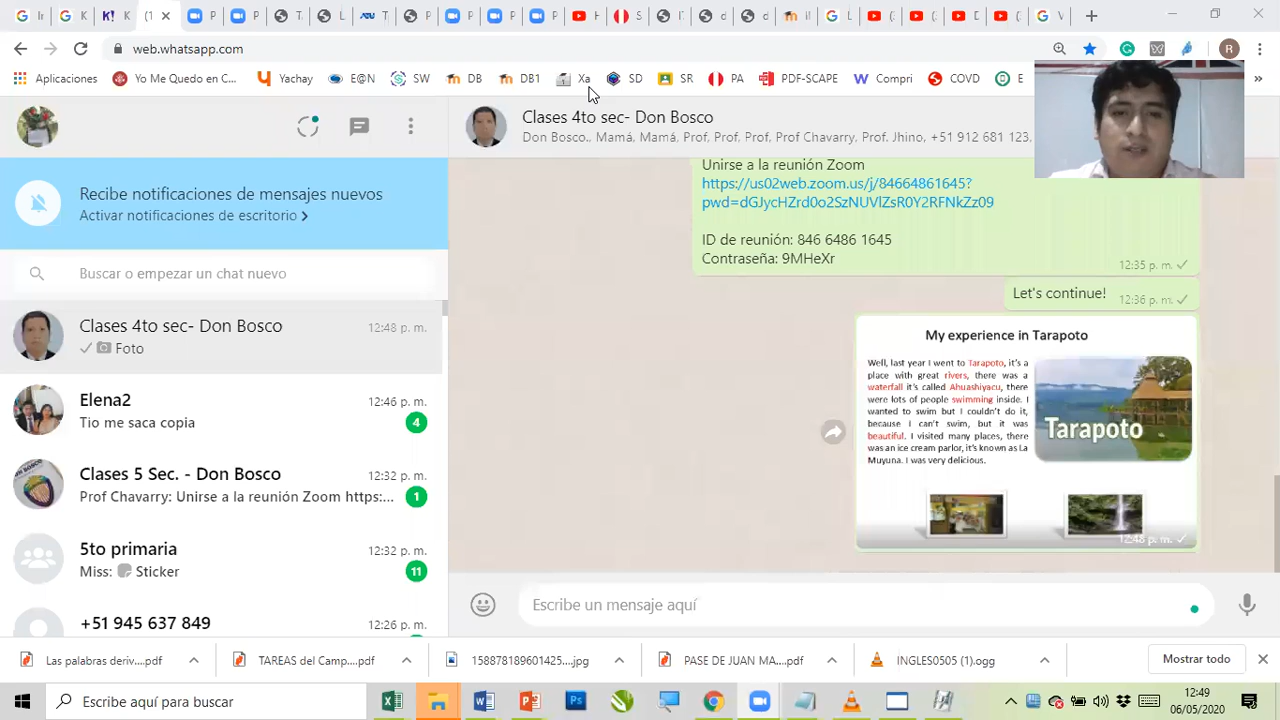 web.whatsapp.com
Aplicaciones
Yo Me Quedo en C...
Yachay
E@N
SW
DB
DB1
Xa
SD
SR
PA
PDF-SCAPE
Compri
COVD
E
»
R
Clases 4to sec- Don Bosco
Don Bosco.., Mamá, Mamá, Prof, Prof, Prof, Prof Chavarry, Prof. Jhino, +51 912 681 123,
Recibe notificaciones de mensajes nuevos
Activar notificaciones de escritorio >
Buscar o empezar un chat nuevo
Clases 4to sec- Don Bosco
12:48 p. m.
Foto
Elena2
12:46 p. m.
Tio me saca copia
4
Clases 5 Sec. - Don Bosco
12:32 p. m.
Prof Chavarry: Unirse a la reunión Zoom https:...
1
5to primaria
12:32 p. m.
Miss: Sticker
11
+51 945 637 849
12:26 p. m.
Unirse a la reunión Zoom
https://us02web.zoom.us/j/84664861645?
pwd=dGJycHZrd0o2SzNUVlZsR0Y2RFNkZz09
ID de reunión: 846 6486 1645
Contraseña: 9MHeXr
12:35 p. m.
Let's continue!
12:36 p. m.
My experience in Tarapoto
Well, last year I went to Tarapoto, it's a
place with great rivers, there was a
waterfall it's called Ahuashiyacu, there
were lots of people swimming inside. I
wanted to swim but I couldn't do it,
because I can't swim, but it was
beautiful. I visited many places, there
was an ice cream parlor, it's known as La
Muyuna. I was very delicious.
Tarapoto
12:48 p. m.
Escribe un mensaje aquí
Las palabras deriv....pdf
TAREAS del Camp....pdf
158878189601425....jpg
PASE DE JUAN MA....pdf
INGLES0505 (1).ogg
Mostrar todo
Escribe aquí para buscar
12:49
06/05/2020